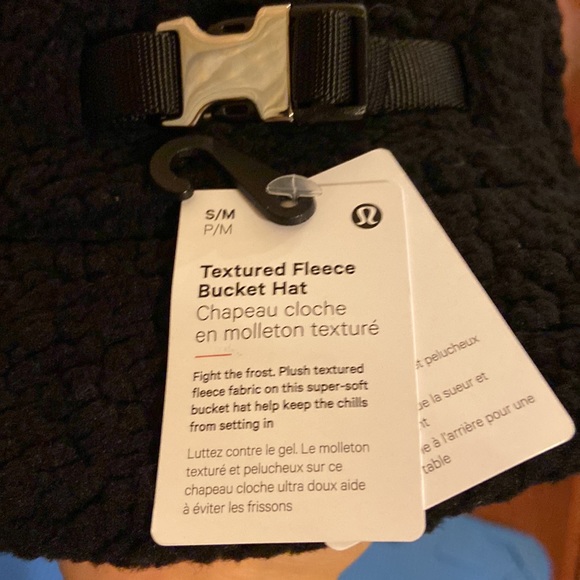 S/M
P/M
Textured Fleece
Bucket Hat
Chapeau cloche
en molleton texturé
Fight the frost. Plush textured
fleece fabric on this super-soft
bucket hat help keep the chills
from setting in
Luttez contre le gel. Le molleton
texturé et pelucheux sur ce
chapeau cloche ultra doux aide
à éviter les frissons
pelucheux
la sueur et
à l'arrière pour une
table